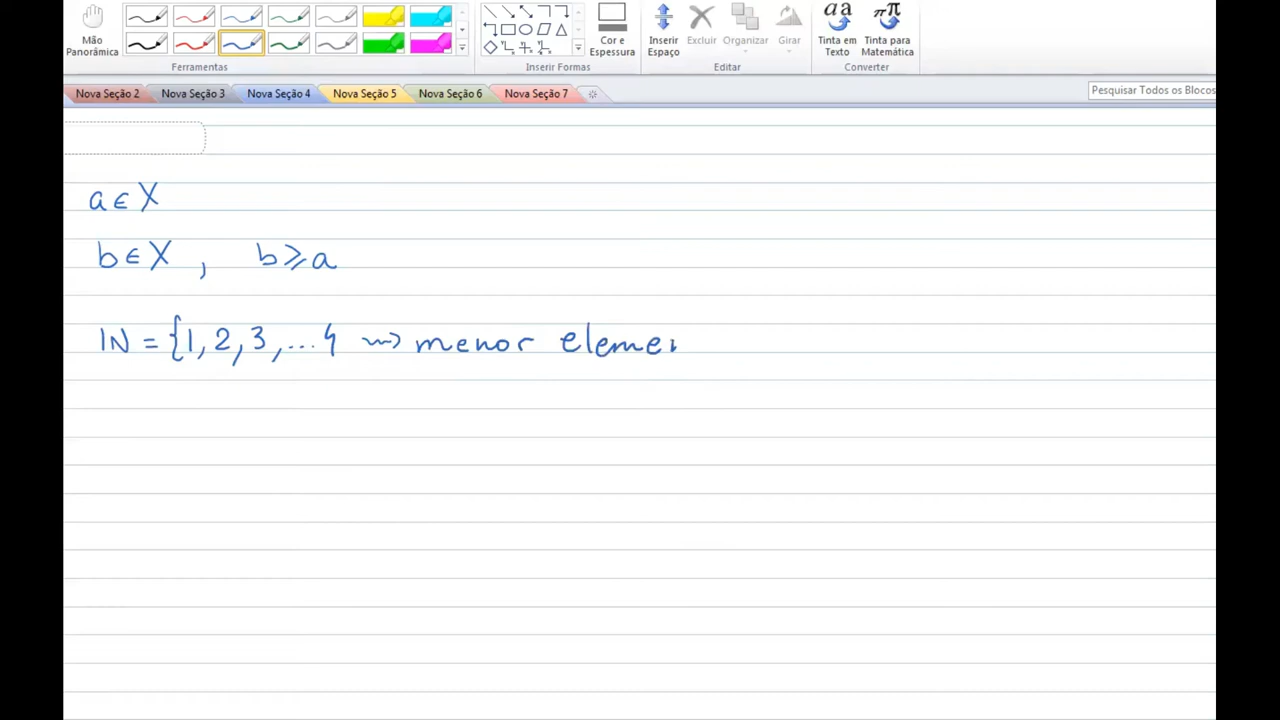 Mão
Panorâmica
Ferramentas
Inserir Formas
Cor e
Espessura
Inserir
Espaço
Excluir
Organizar
Girar
Editar
Tinta em
Texto
Tinta para
Matemática
Converter
Nova Seção 2
Nova Seção 3
Nova Seção 4
Nova Seção 5
Nova Seção 6
Nova Seção 7
Pesquisar Todos os Blocos
a ∈ X
b ∈ X , b ⩾ a
ℕ = {1, 2, 3, ...} ⇝ menor elemen